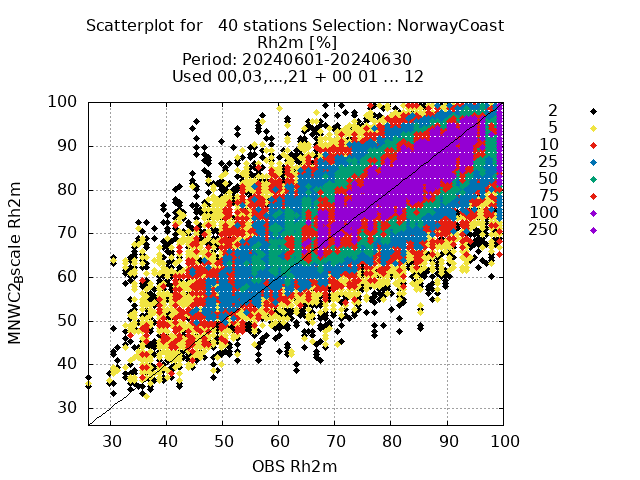 Scatterplot for   40 stations Selection: NorwayCoast
Rh2m [%]
Period: 20240601-20240630
Used 00,03,...,21 + 00 01 ... 12
100
90
80
70
60
50
40
30
30 40 50 60 70 80 90 100
OBS Rh2m
MNWC2pscale Rh2m
2
5
10
25
50
75
100
250